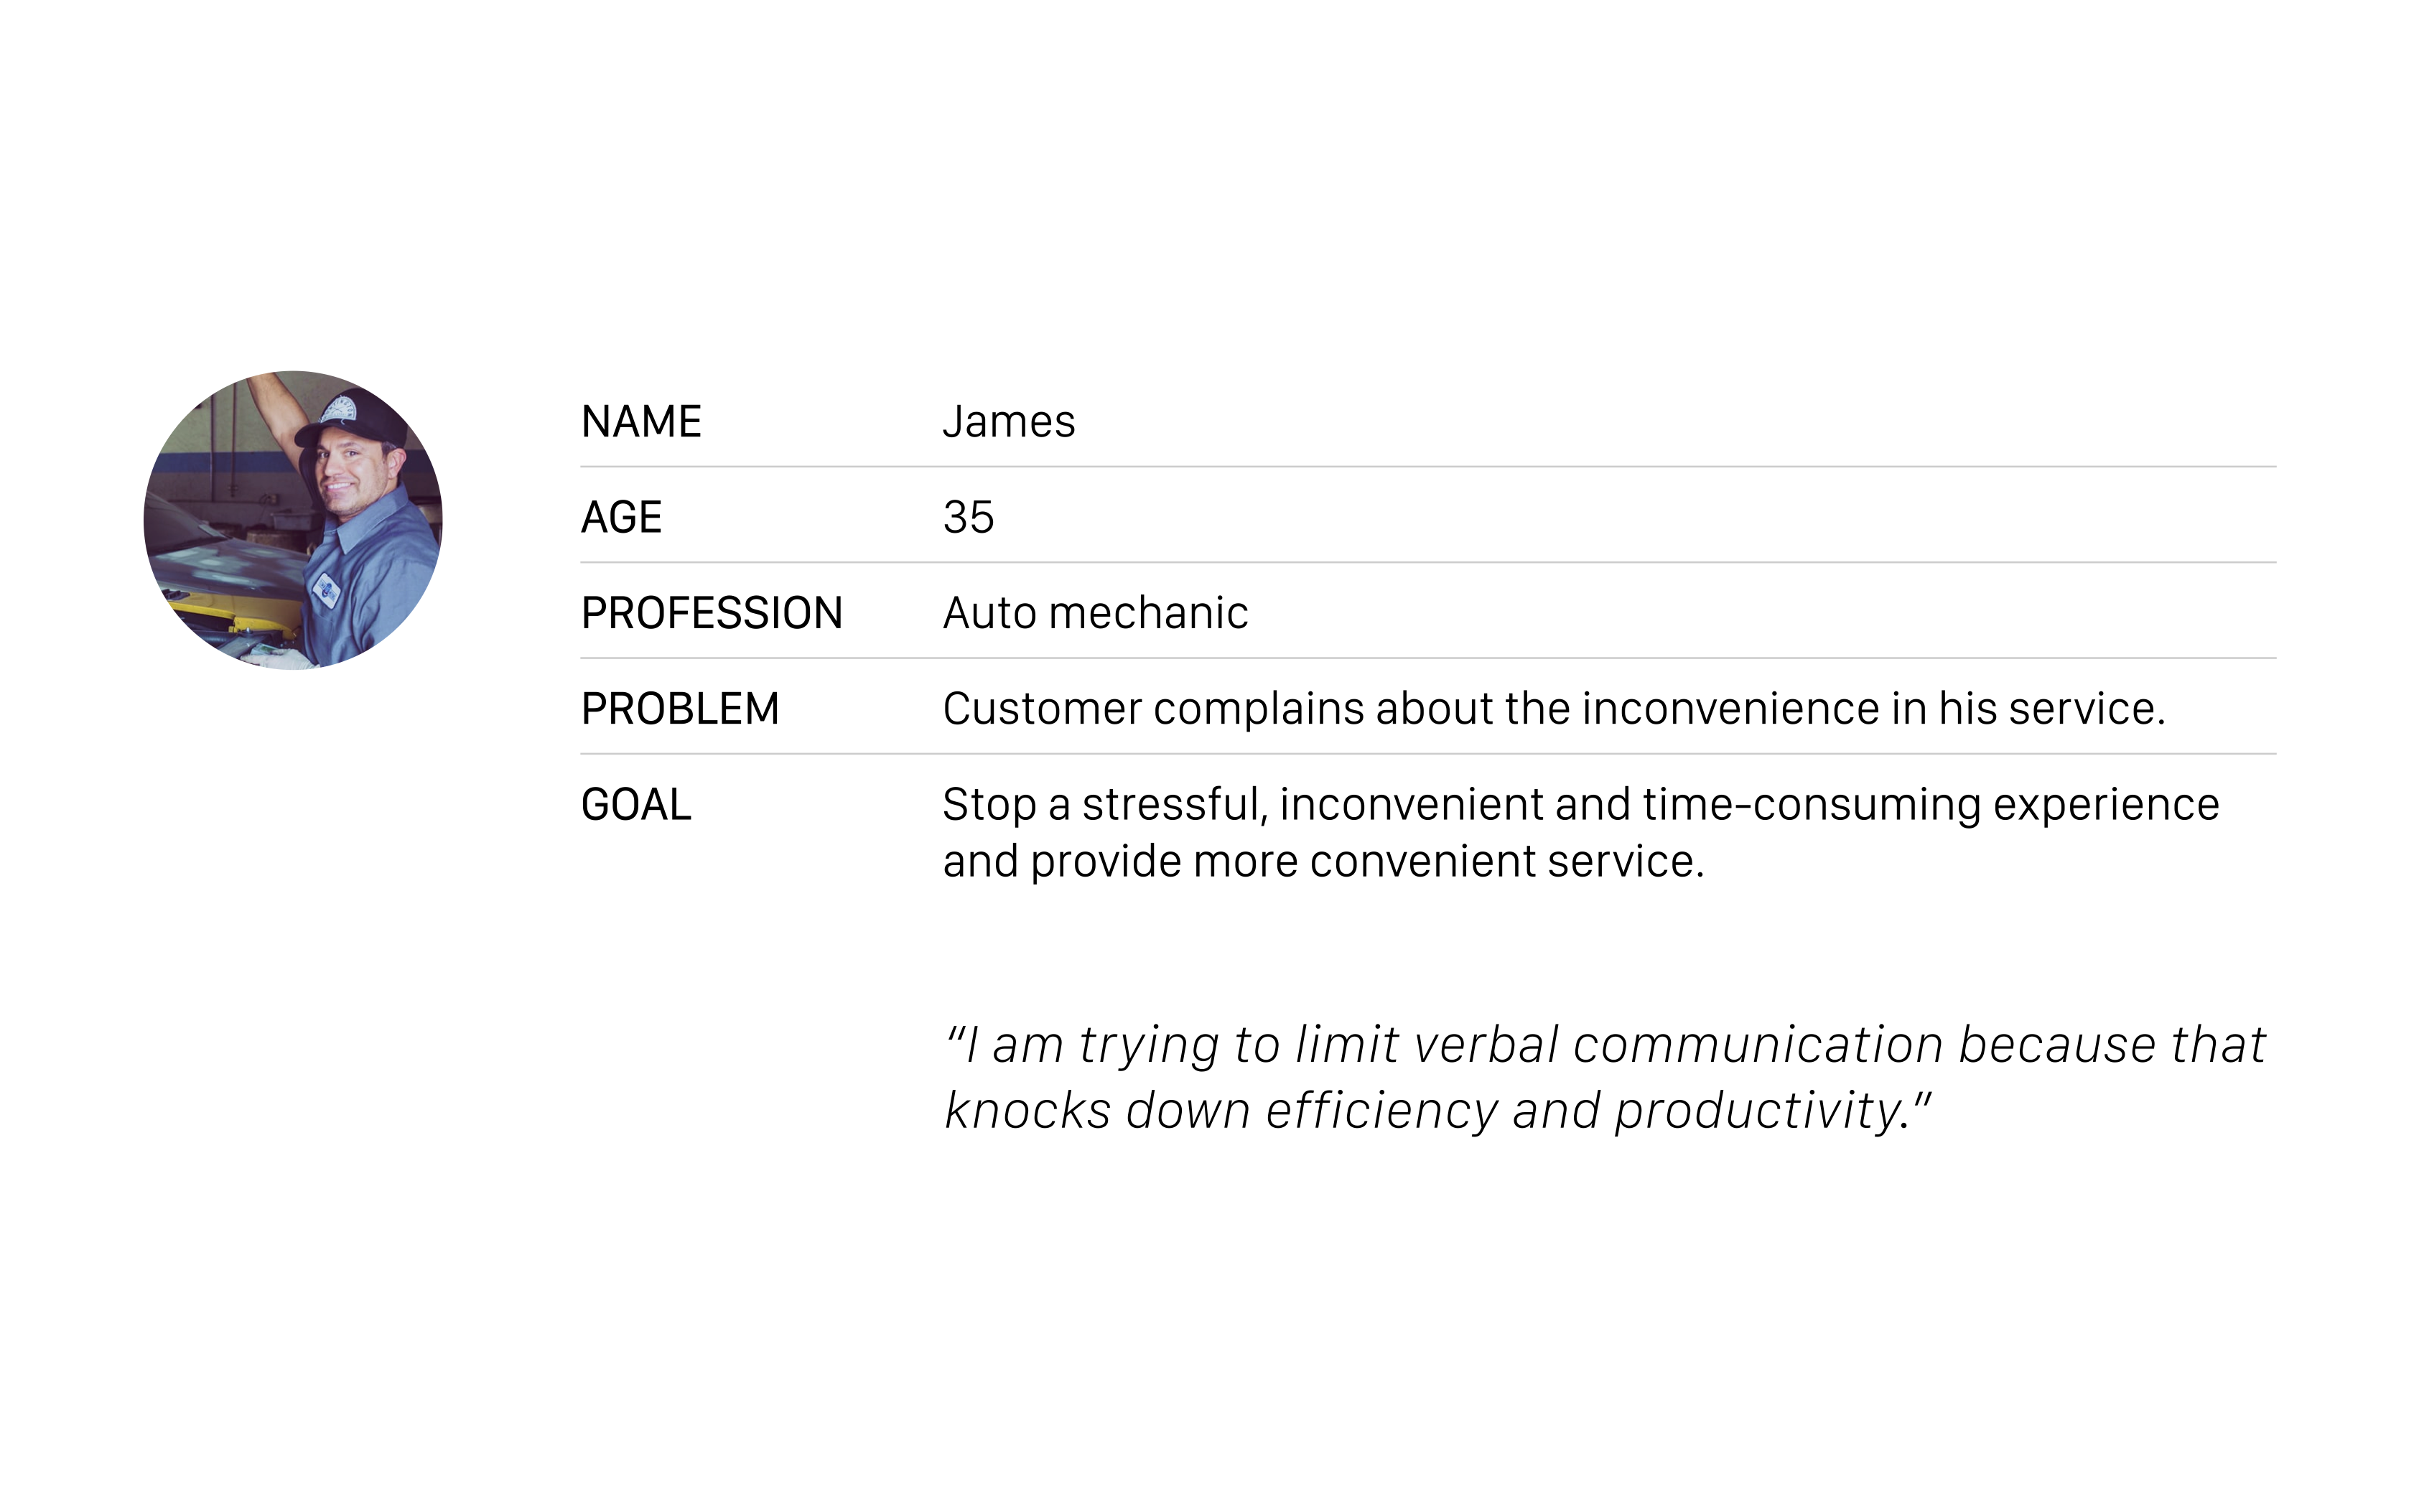 NAME James
AGE 35
PROFESSION Auto mechanic
PROBLEM Customer complains about the inconvenience in his service.
GOAL Stop a stressful, inconvenient and time-consuming experience
and provide more convenient service.
“I am trying to limit verbal communication because that
knocks down efficiency and productivity.”